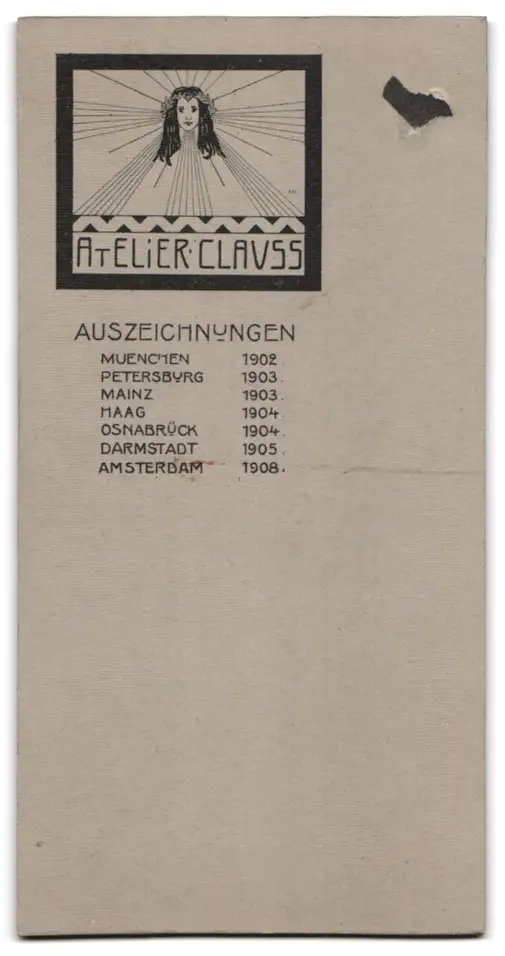 ATELIER·CLAUSS
AUSZEICHNUNGEN
MUENCHEN 1902.
PETERSBURG 1903.
MAINZ 1903.
HAAG 1904.
OSNABRÜCK 1904.
DARMSTADT 1905.
AMSTERDAM 1908.